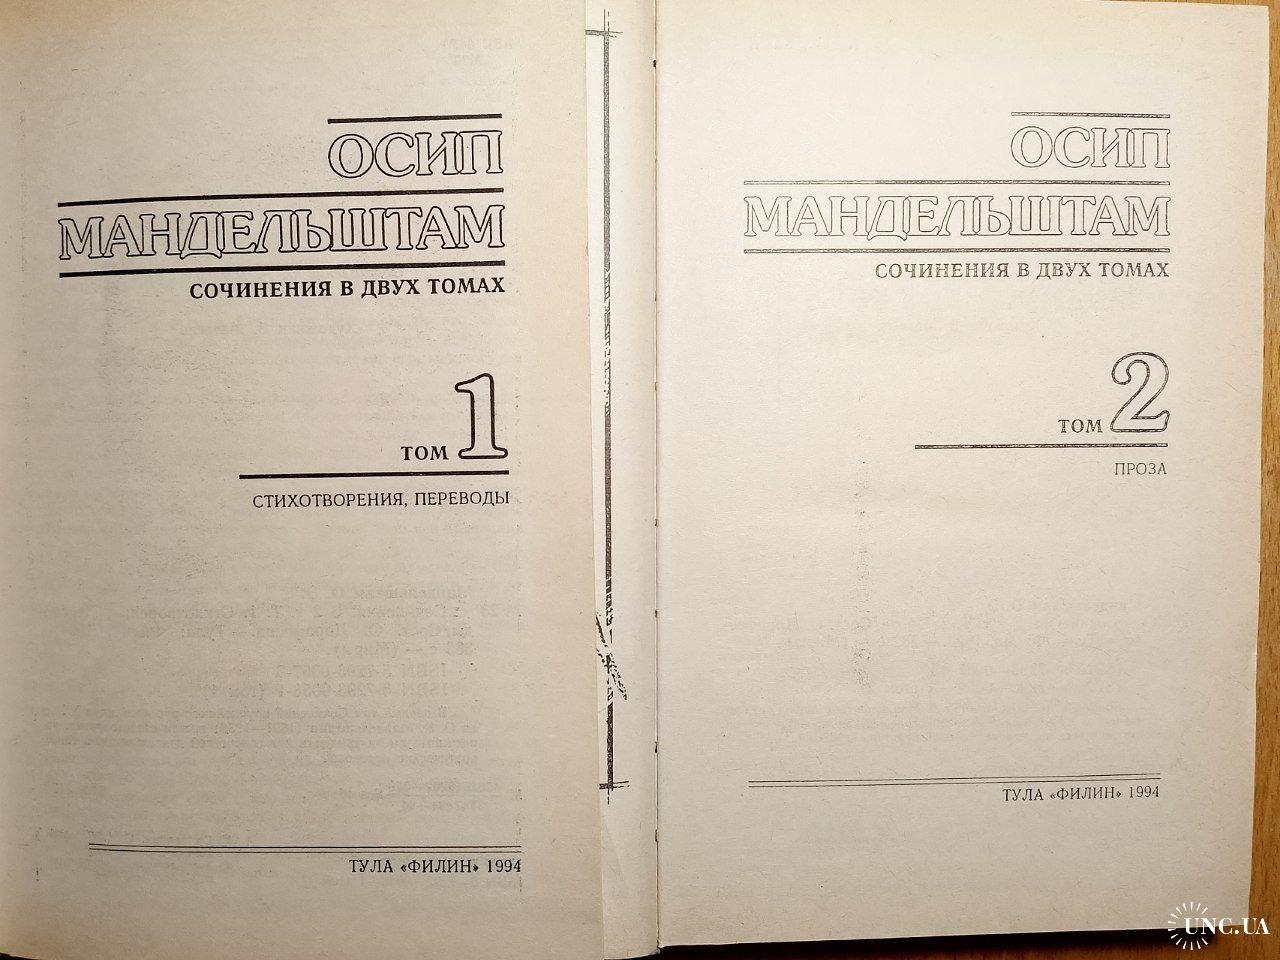 ОСИП
МАНДЕЛЬШТАМ
СОЧИНЕНИЯ В ДВУХ ТОМАХ
ТОМ 1
СТИХОТВОРЕНИЯ, ПЕРЕВОДЫ
ТУЛА «ФИЛИН» 1994
ОСИП
МАНДЕЛЬШТАМ
СОЧИНЕНИЯ В ДВУХ ТОМАХ
ТОМ 2
ПРОЗА
ТУЛА «ФИЛИН» 1994
UNC.UA